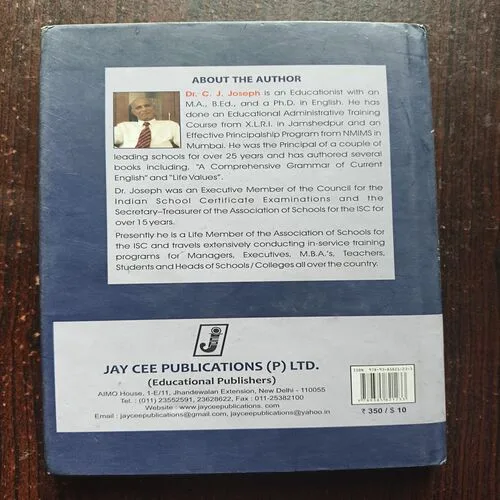 ABOUT THE AUTHOR
Dr. C. J. Joseph is an Educationist with an
M.A., B.Ed., and a Ph.D. in English. He has
done an Educational Administrative Training
Course from X.L.R.I. in Jamshedpur and an
Effective Principalship Program from NMIMS in
Mumbai. He was the Principal of a couple of
leading schools for over 25 years and has authored several
books including, "A Comprehensive Grammar of Current
English" and "Life Values".
Dr. Joseph was an Executive Member of the Council for the
Indian School Certificate Examinations and the
Secretary-Treasurer of the Association of Schools for the ISC for
over 15 years.
Presently he is a Life Member of the Association of Schools for
the ISC and travels extensively conducting in-service training
programs for Managers, Executives, M.B.A.'s, Teachers,
Students and Heads of Schools / Colleges all over the country.
JAY CEE PUBLICATIONS (P) LTD.
(Educational Publishers)
AIMO House, 1-E/11, Jhandewalan Extension, New Delhi - 110055
Tel. : (011) 23552591, 23628622, Fax : 011-25382100
Website : www.jayceepublications.com
Email : jayceepublications@gmail.com, jayceepublications@yahoo.in
ISBN
₹ 350 / $ 10